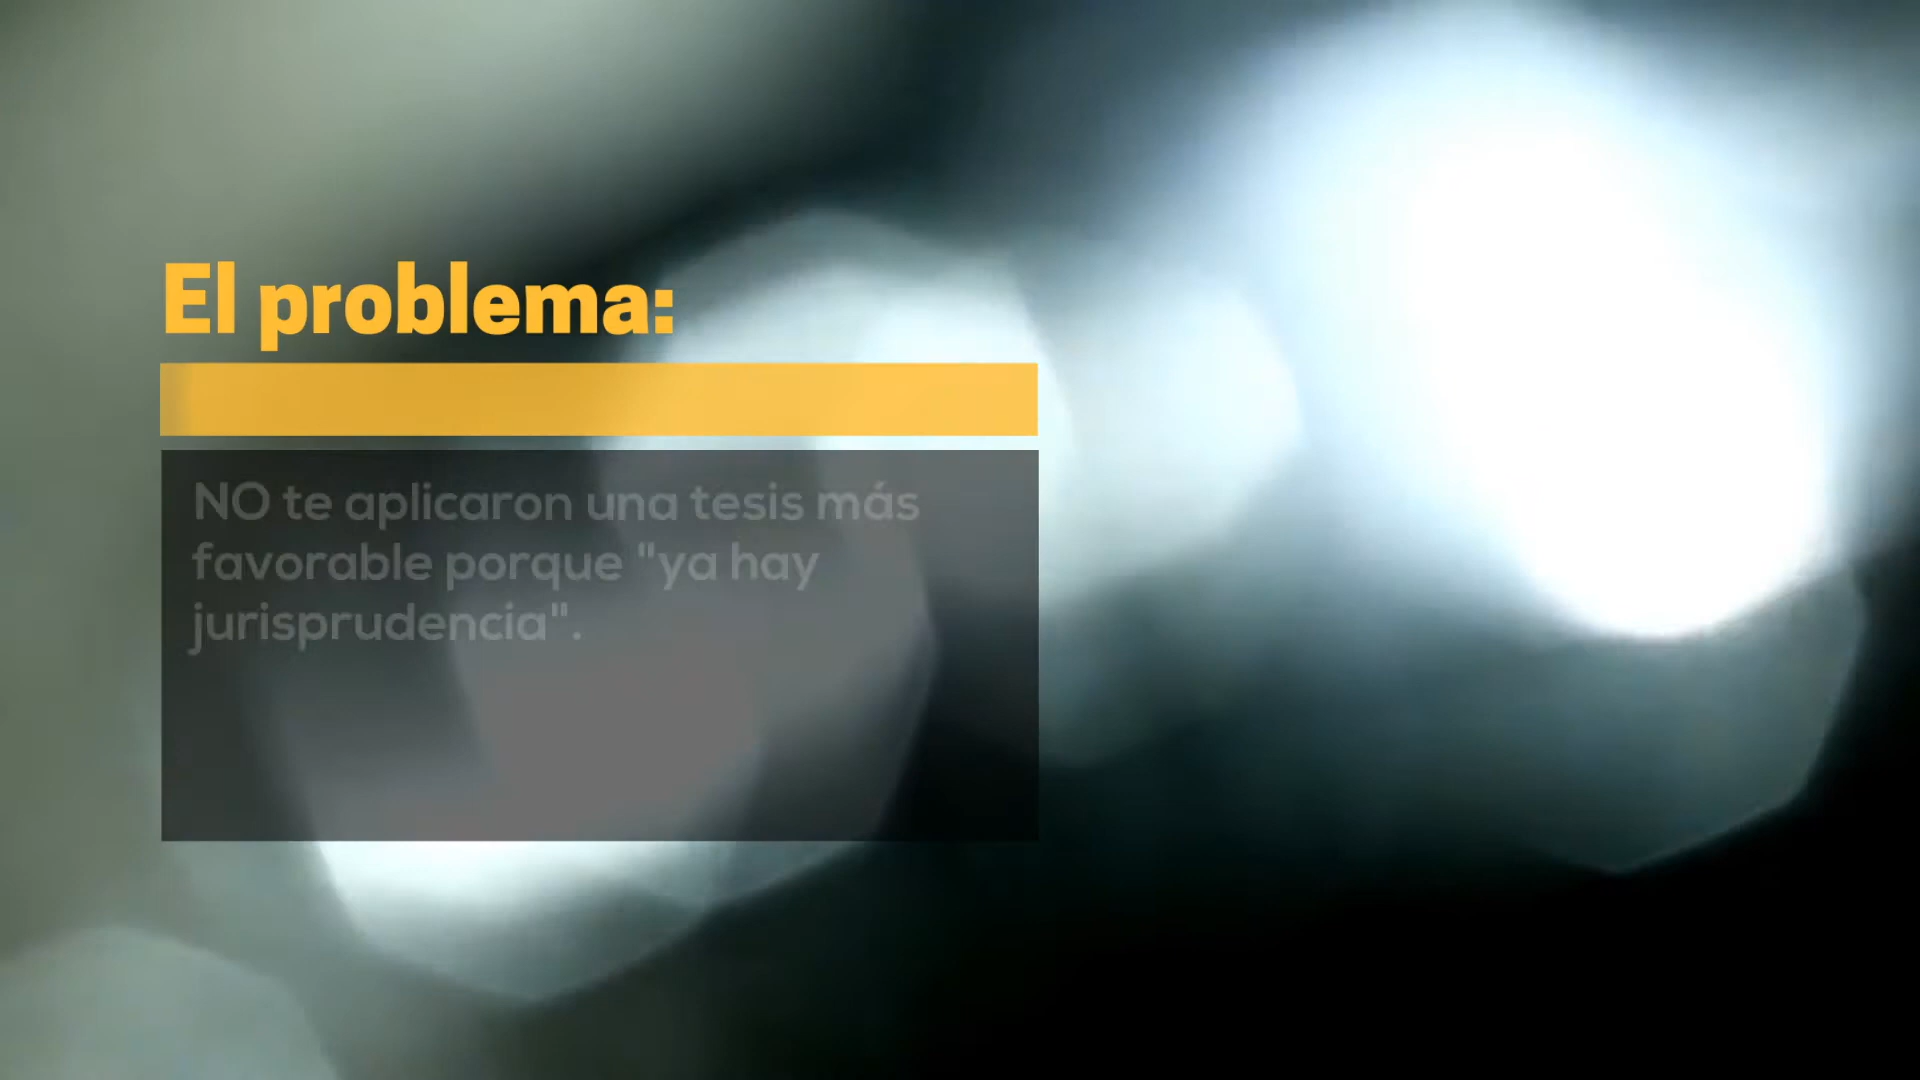 El problema:
NO te aplicaron una tesis más
favorable porque "ya hay
jurisprudencia".